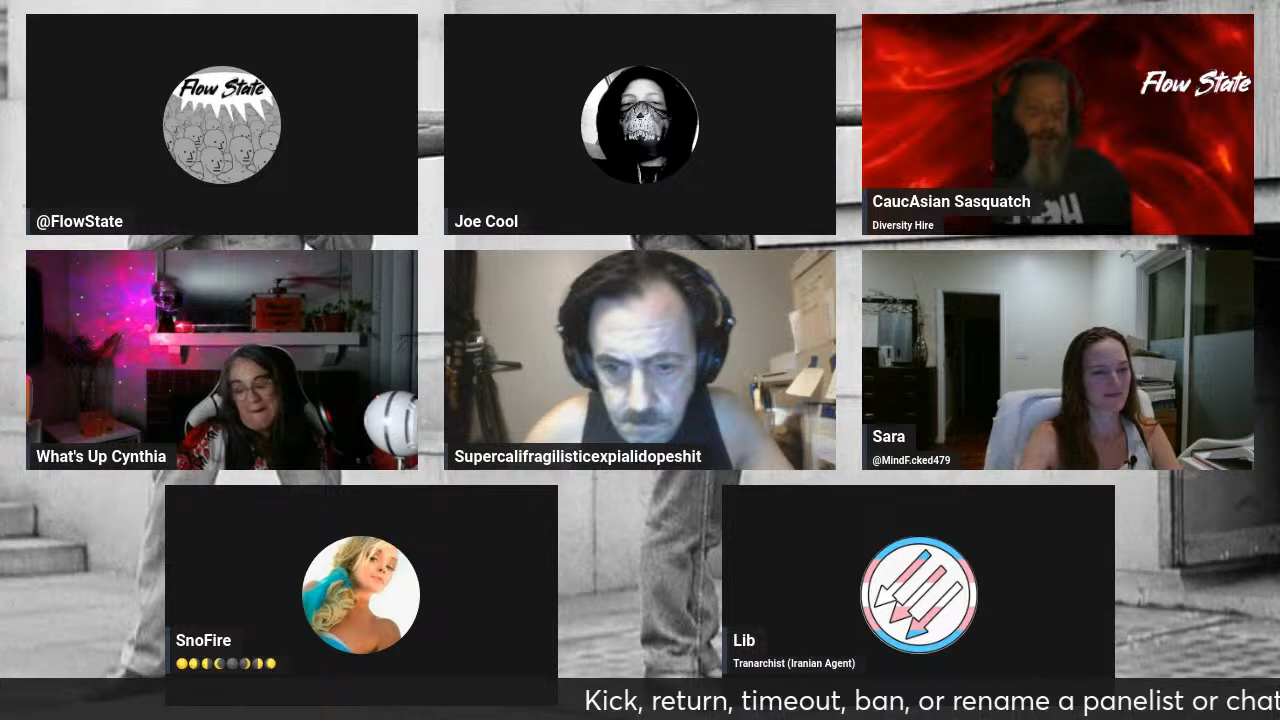 Flow State
@FlowState
Joe Cool
Flow State
CaucAsian Sasquatch
Diversity Hire
What's Up Cynthia
Supercalifragilisticexpialidopeshit
Sara
@MindF.cked479
SnoFire
Lib
Tranarchist (Iranian Agent)
Kick, return, timeout, ban, or rename a panelist or chat